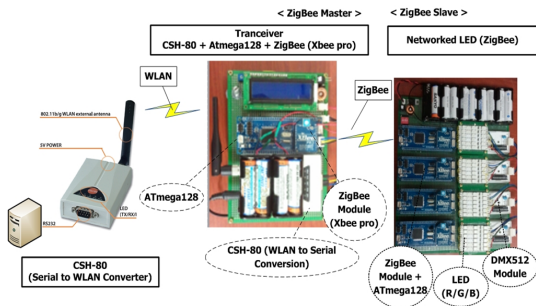 < ZigBee Master >
< ZigBee Slave >
Tranceiver
CSH-80 + Atmega128 + ZigBee (Xbee pro)
Networked LED (ZigBee)
WLAN
ZigBee
802.11b/g WLAN external antenna
5V POWER
LED
(TX/RX/I
RS232
ATmega128
ZigBee
Module
(Xbee pro)
CSH-80
(Serial to WLAN Converter)
CSH-80 (WLAN to Serial
Conversion)
ZigBee
Module +
ATmega128
LED
(R/G/B)
DMX512
Module